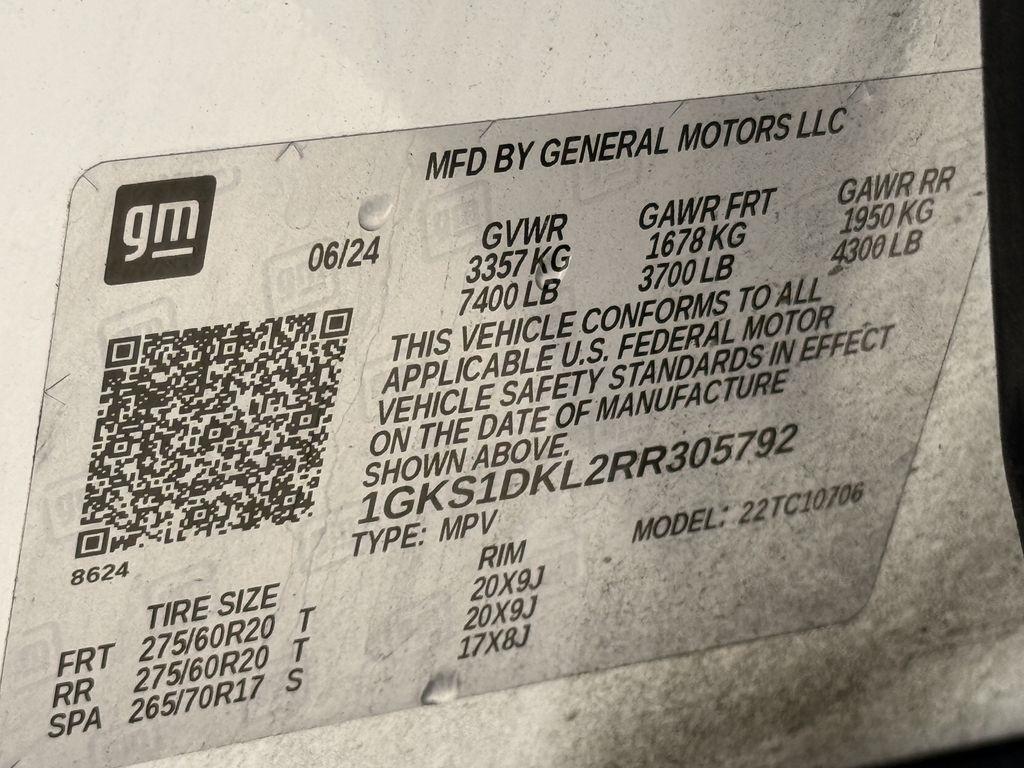 MFD BY GENERAL MOTORS LLC
gm
06/24
GVWR GAWR FRT GAWR RR
3357 KG 1678 KG 1950 KG
7400 LB 3700 LB 4300 LB
THIS VEHICLE CONFORMS TO ALL
APPLICABLE U.S. FEDERAL MOTOR
VEHICLE SAFETY STANDARDS IN EFFECT
ON THE DATE OF MANUFACTURE
SHOWN ABOVE.
1GKS1DKL2RR305792
TYPE: MPV MODEL: 22TC10706
8624
TIRE SIZE RIM
FRT 275/60R20 T 20X9J
RR 275/60R20 T 20X9J
SPA 265/70R17 S 17X8J